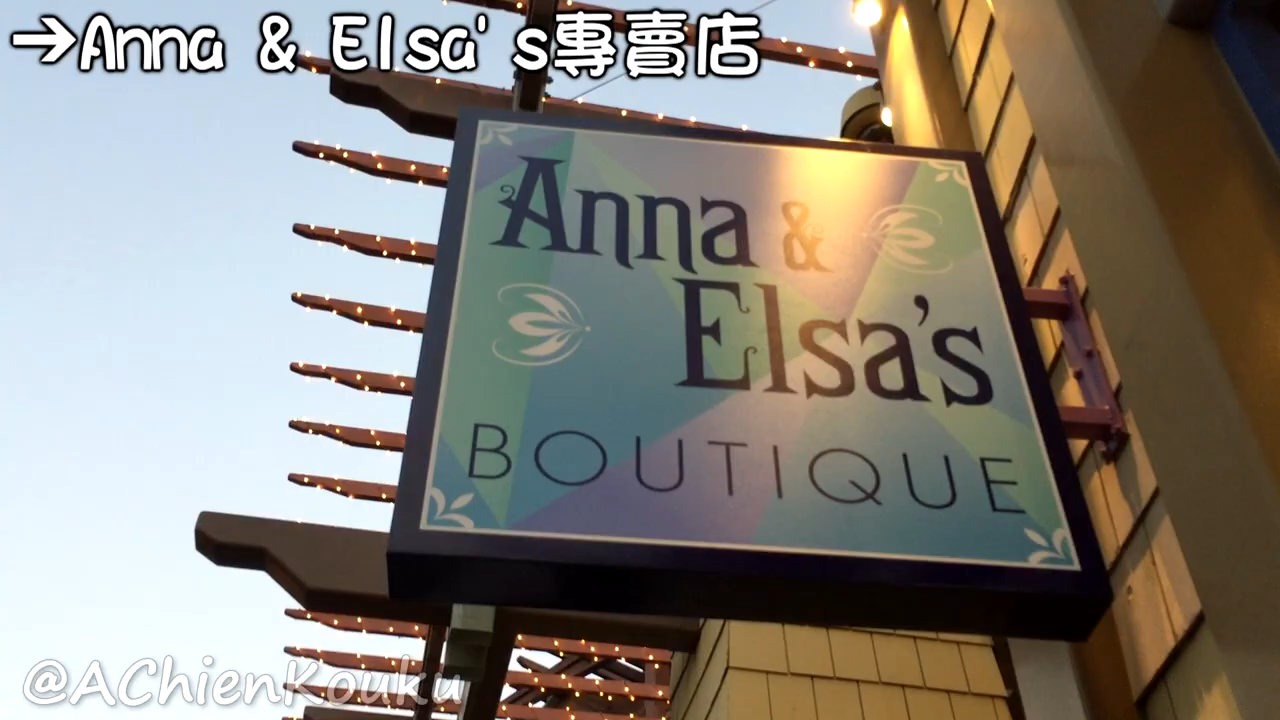 →Anna & Elsa's專賣店
Anna &
Elsa's
BOUTIQUE
@AChienKouku